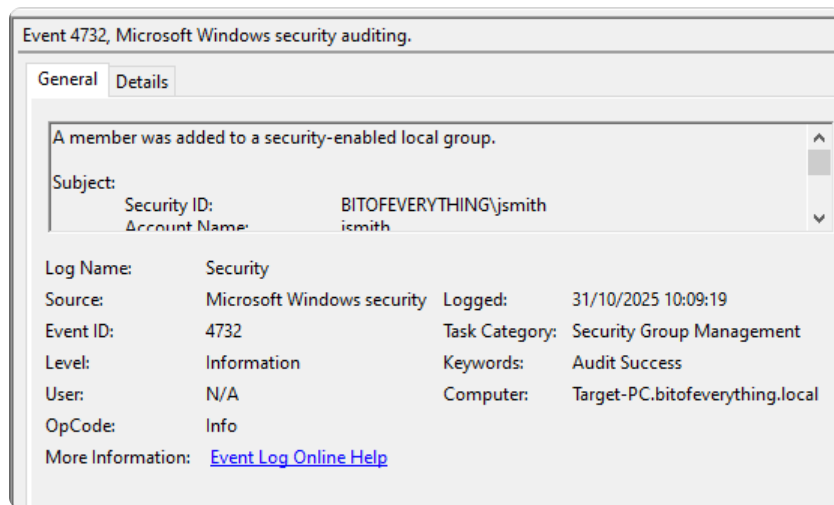 Event 4732, Microsoft Windows security auditing.
General Details
A member was added to a security-enabled local group.
Subject:
Security ID: BITOFEVERYTHING\jsmith
Account Name: jsmith
Log Name: Security
Source: Microsoft Windows security Logged: 31/10/2025 10:09:19
Event ID: 4732 Task Category: Security Group Management
Level: Information Keywords: Audit Success
User: N/A Computer: Target-PC.bitofeverything.local
OpCode: Info
More Information: Event Log Online Help